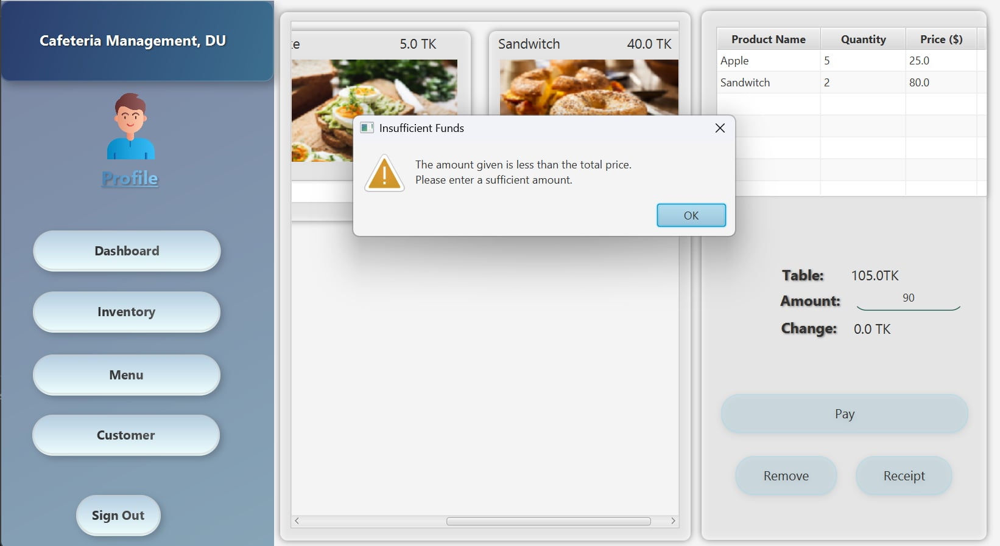 Cafeteria Management, DU
Profile
Dashboard
Inventory
Menu
Customer
Sign Out
5.0 TK
Sandwitch 40.0 TK
Insufficient Funds
The amount given is less than the total price.
Please enter a sufficient amount.
OK
Product Name Quantity Price ($)
Apple 5 25.0
Sandwitch 2 80.0
Table: 105.0TK
Amount: 90
Change: 0.0 TK
Pay
Remove Receipt